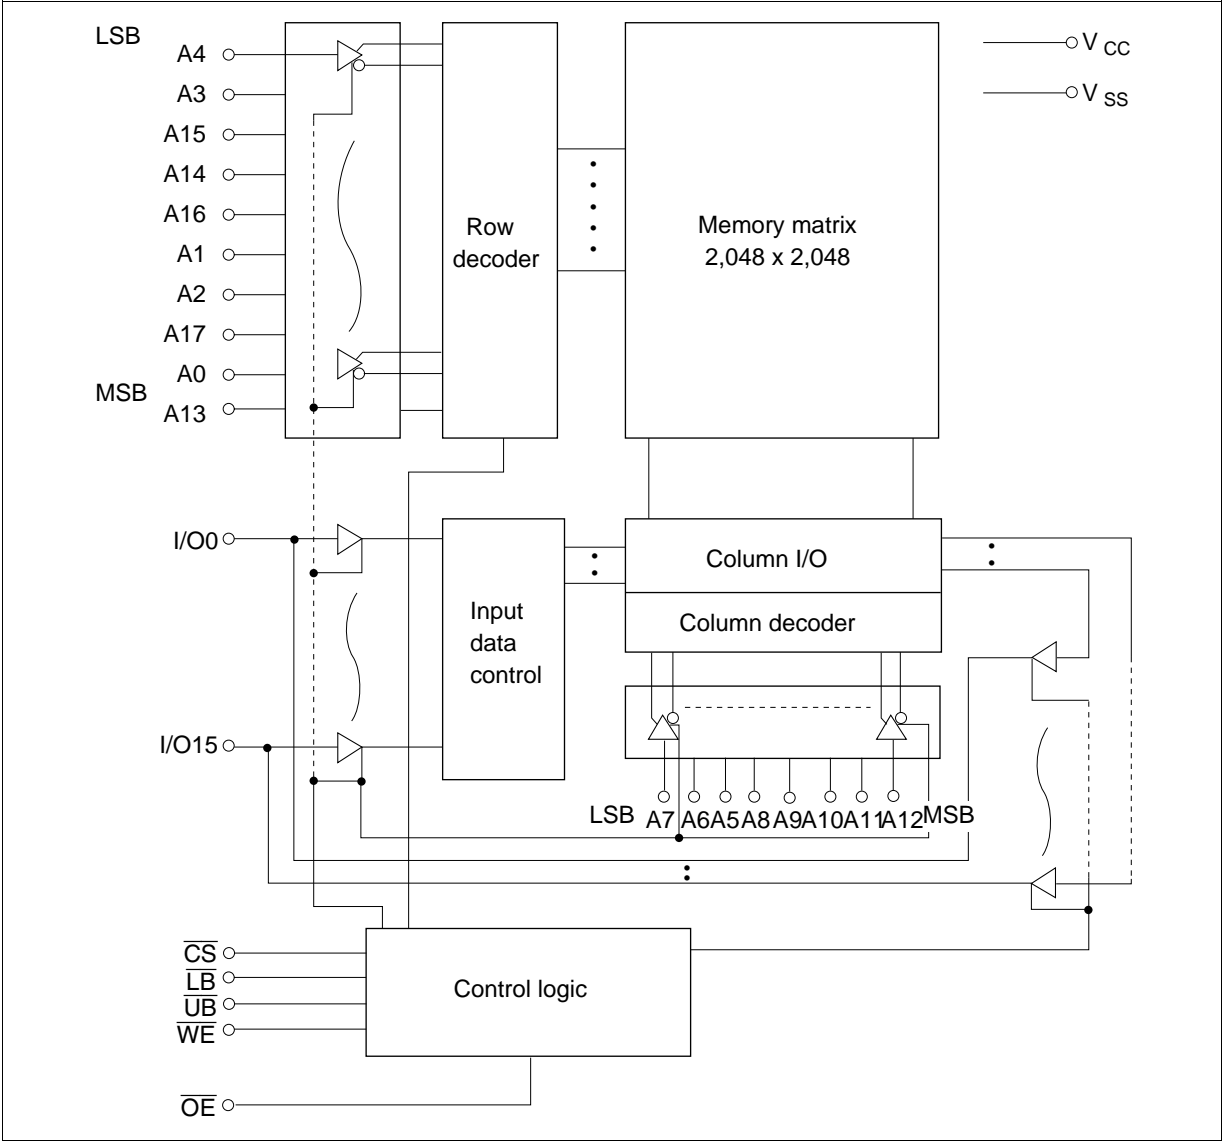 LSB
A4
A3
A15
A14
A16
A1
A2
A17
A0
MSB
A13
Row
decoder
Memory matrix
2,048 x 2,048
V CC
V SS
I/O0
I/O15
Input
data
control
Column I/O
Column decoder
LSB A7 A6 A5 A8 A9 A10 A11 A12 MSB
CS
LB
UB
WE
OE
Control logic